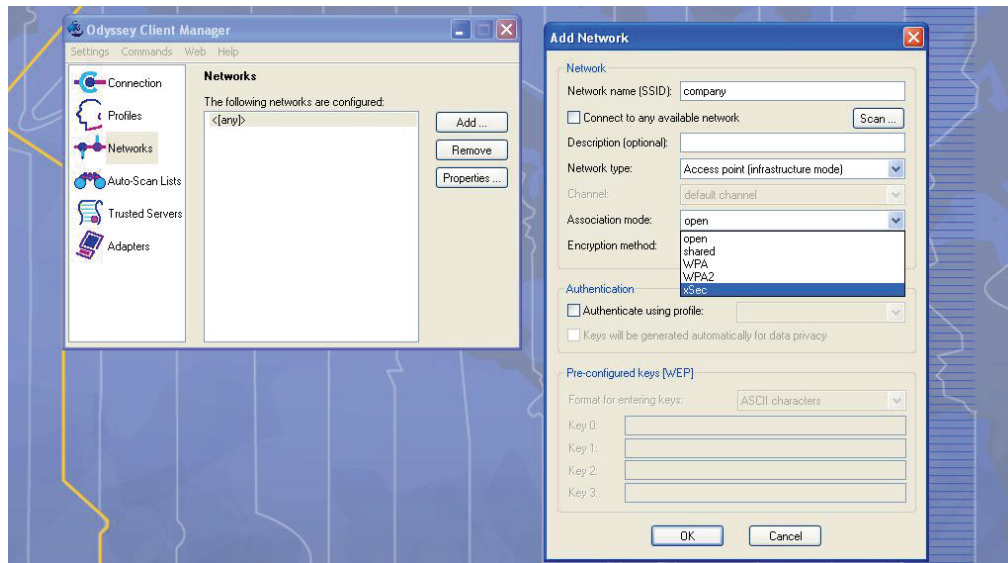 Odyssey Client Manager
Settings Commands Web Help
Connection
Profiles
Networks
Auto-Scan Lists
Trusted Servers
Adapters
Networks
The following networks are configured:
<[any]>
Add ...
Remove
Properties ...
Add Network
Network
Network name (SSID): company
Connect to any available network Scan ...
Description (optional):
Network type: Access point (infrastructure mode)
Channel: default channel
Association mode: open
Encryption method:
open
shared
WPA
WPA2
xSec
Authentication
Authenticate using profile:
Keys will be generated automatically for data privacy
Pre-configured keys [WEP]
Format for entering keys: ASCII characters
Key 0:
Key 1:
Key 2:
Key 3:
OK Cancel